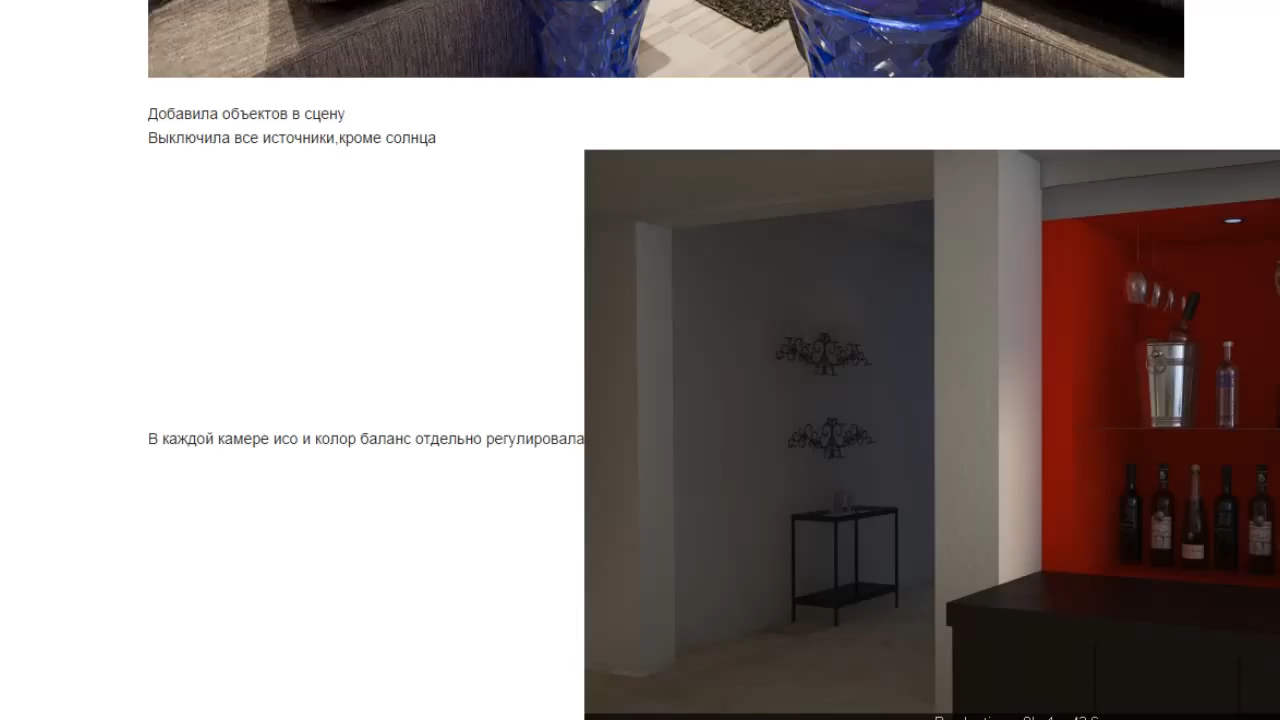 Добавила объектов в сцену
Выключила все источники,кроме солнца
В каждой камере исо и колор баланс отдельно регулировала